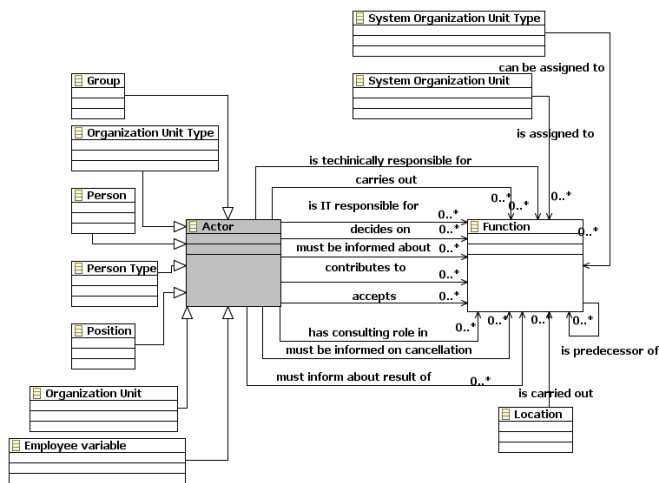 System Organization Unit Type
can be assigned to
System Organization Unit
Group
Organization Unit Type
is assigned to
is techinically responsible for
carries out
0..*
0..*
0..*
Person
is IT responsible for
0..*
Actor
Function
decides on
0..*
0..*
must be informed about
0..*
Person Type
contributes to
0..*
accepts
0..*
Position
has consulting role in
0..*
0..*
0..*
0..*
0..*
must be informed on cancellation
is predecessor of
must inform about result of
0..*
Organization Unit
is carried out
Location
Employee variable